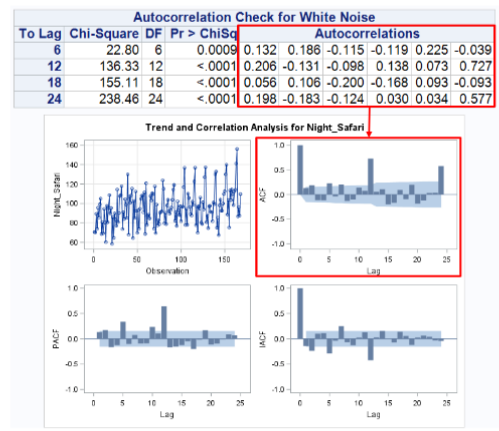 Autocorrelation Check for White Noise
To Lag Chi-Square DF Pr > ChiSq Autocorrelations
6 22.80 6 0.0009 0.132 0.186 -0.115 -0.119 0.225 -0.039
12 136.33 12 <.0001 0.206 -0.131 -0.098 0.138 0.073 0.727
18 155.11 18 <.0001 0.056 0.106 -0.200 -0.168 0.093 -0.093
24 238.46 24 <.0001 0.198 -0.183 -0.124 0.030 0.034 0.577
Trend and Correlation Analysis for Night_Safari
Night_Safari
160
140
120
100
80
60
0 50 100 150
Observation
ACF
1.0
0.5
0.0
-0.5
-1.0
0 5 10 15 20 25
Lag
PACF
1.0
0.5
0.0
-0.5
-1.0
0 5 10 15 20 25
Lag
IACF
1.0
0.5
0.0
-0.5
-1.0
0 5 10 15 20 25
Lag